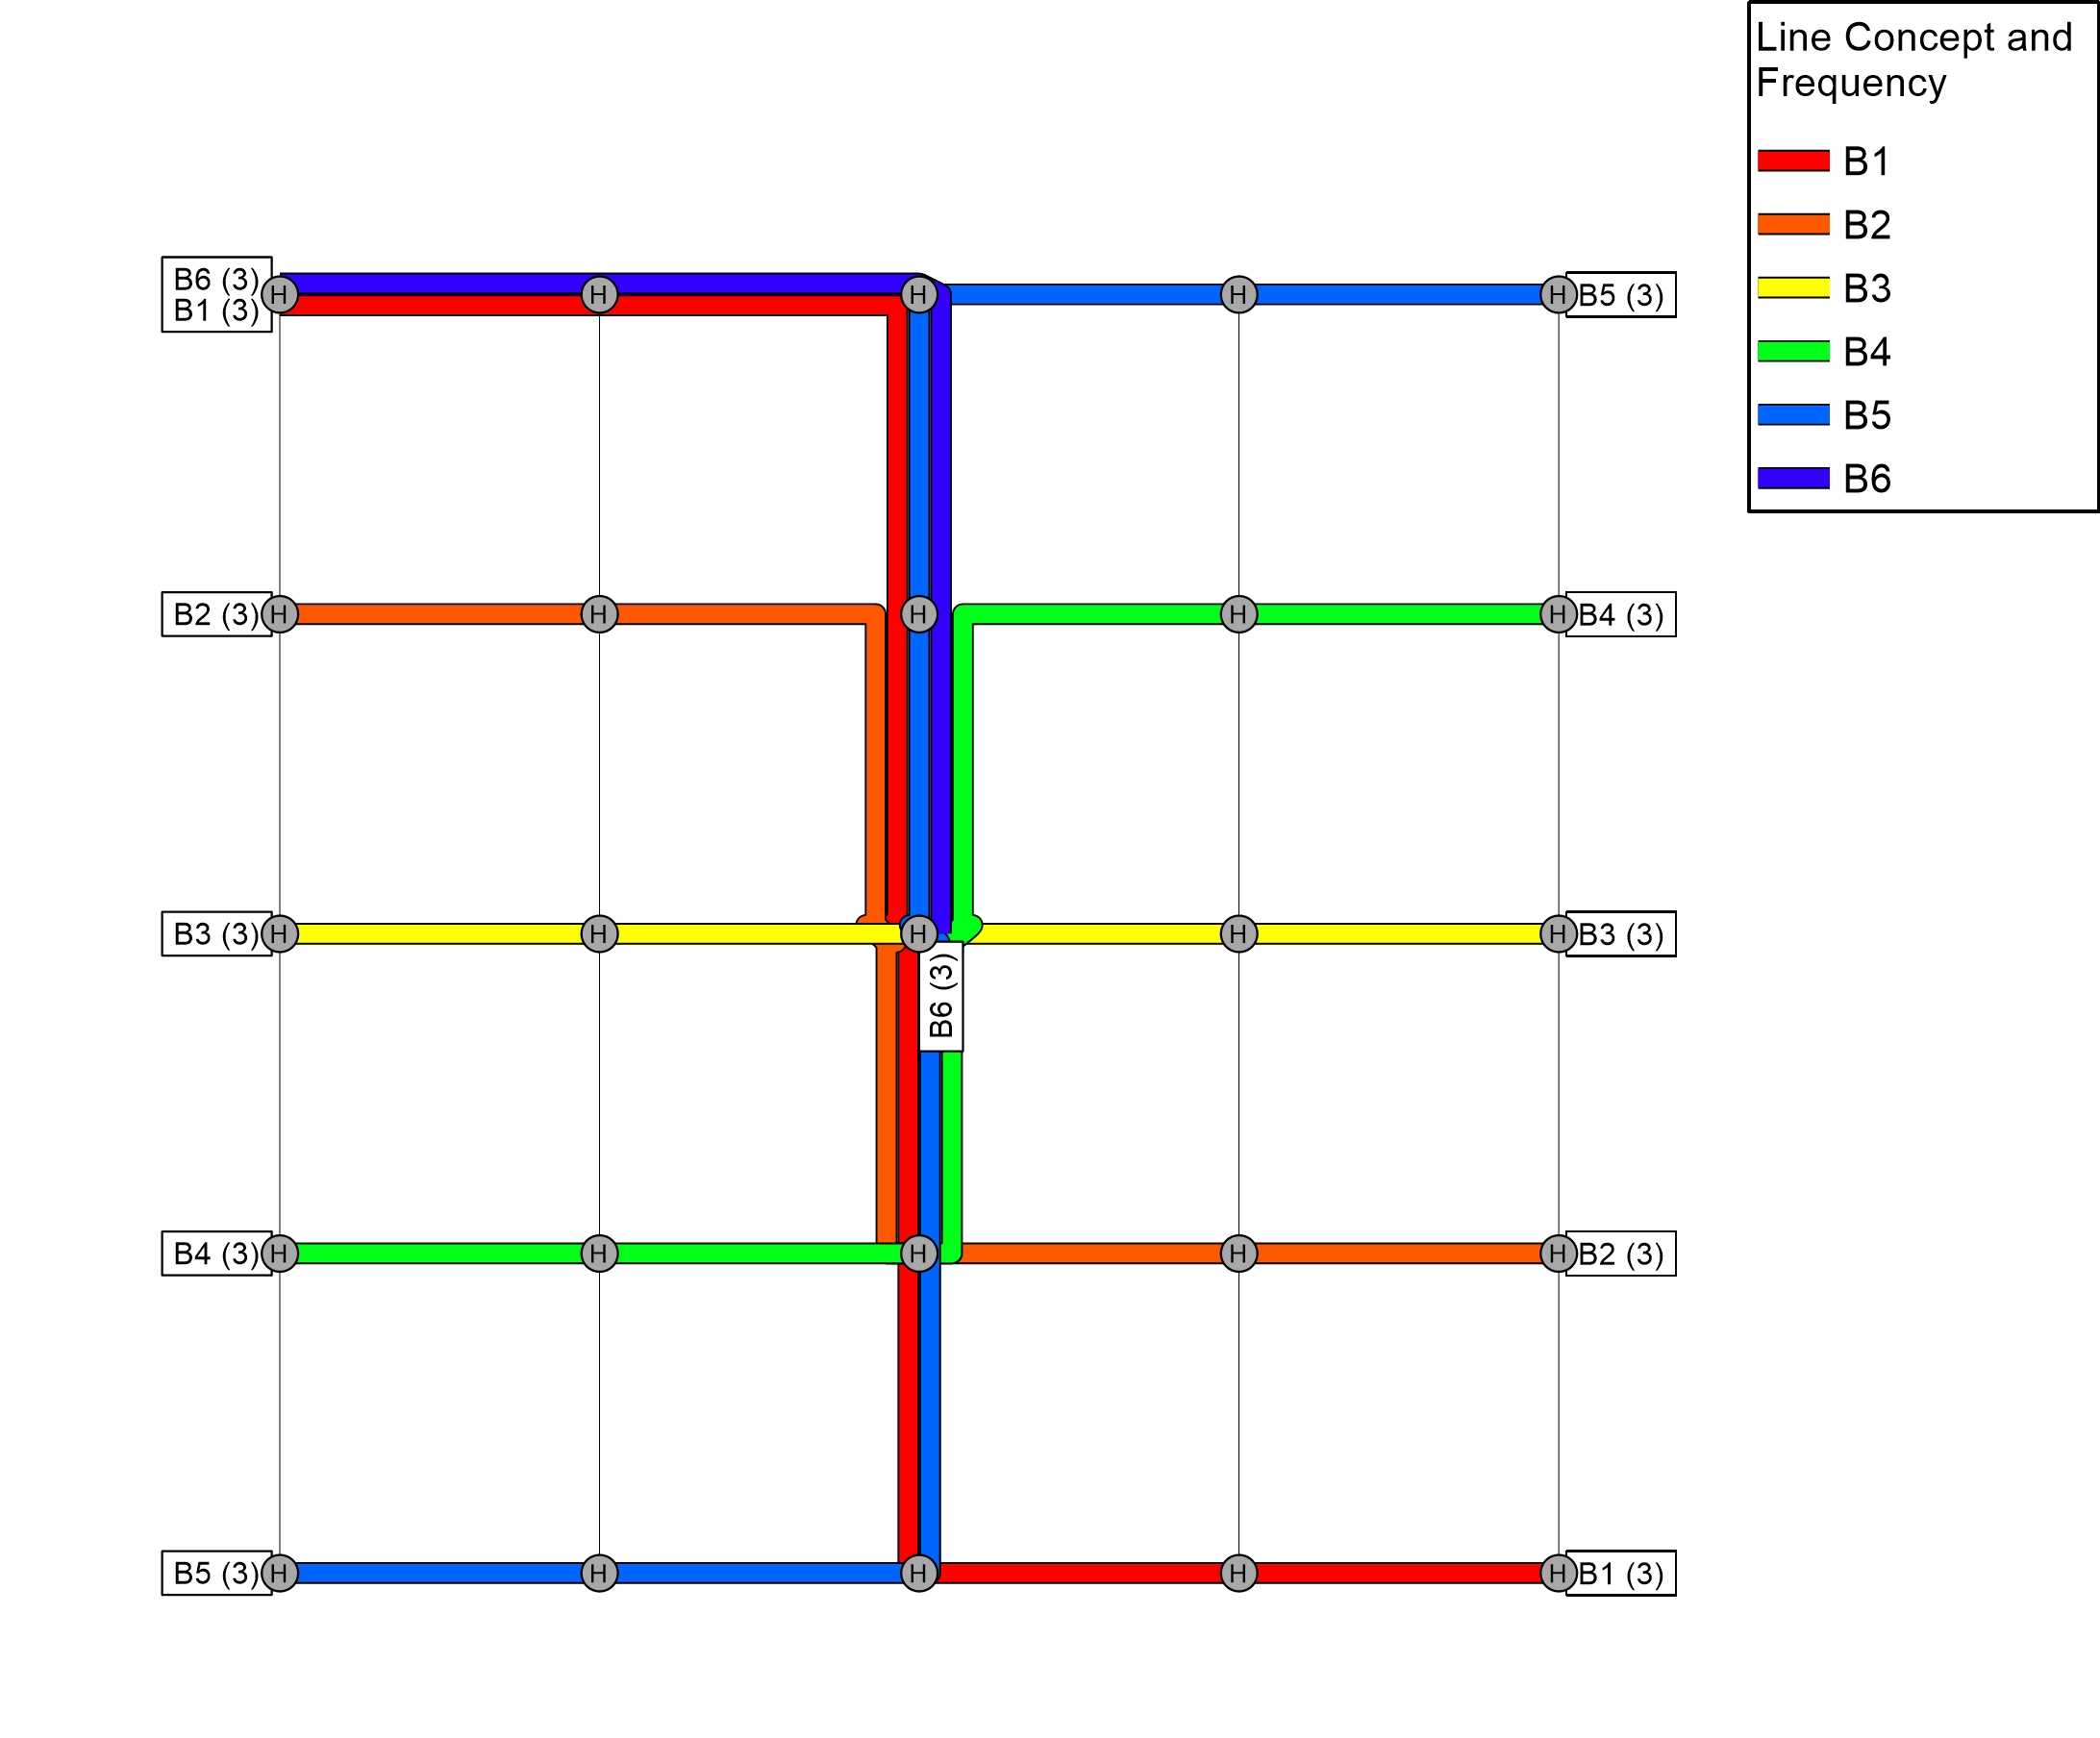 Line Concept and
Frequency
B1
B2
B3
B4
B5
B6
B6 (3)
B1 (3)
H
H
H
H
H
B5 (3)
B2 (3)
H
H
H
H
H
B4 (3)
B3 (3)
H
H
H
H
H
B3 (3)
B6 (3)
B4 (3)
H
H
H
H
H
B2 (3)
B5 (3)
H
H
H
H
H
B1 (3)